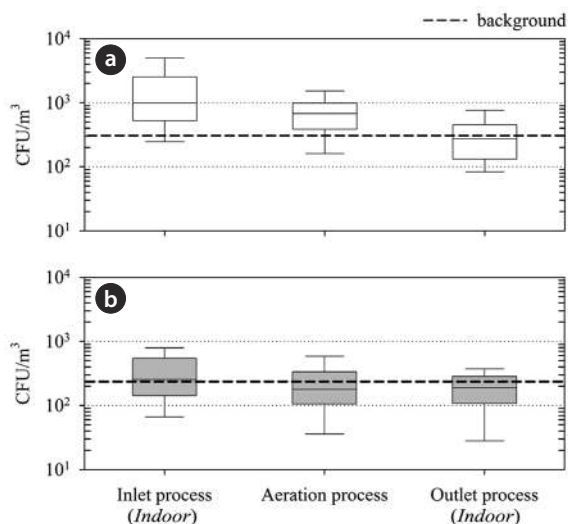 background
a
10⁴
10³
10²
10¹
CFU/m³
b
10⁴
10³
10²
10¹
CFU/m³
Inlet process
(Indoor)
Aeration process
Outlet process
(Indoor)